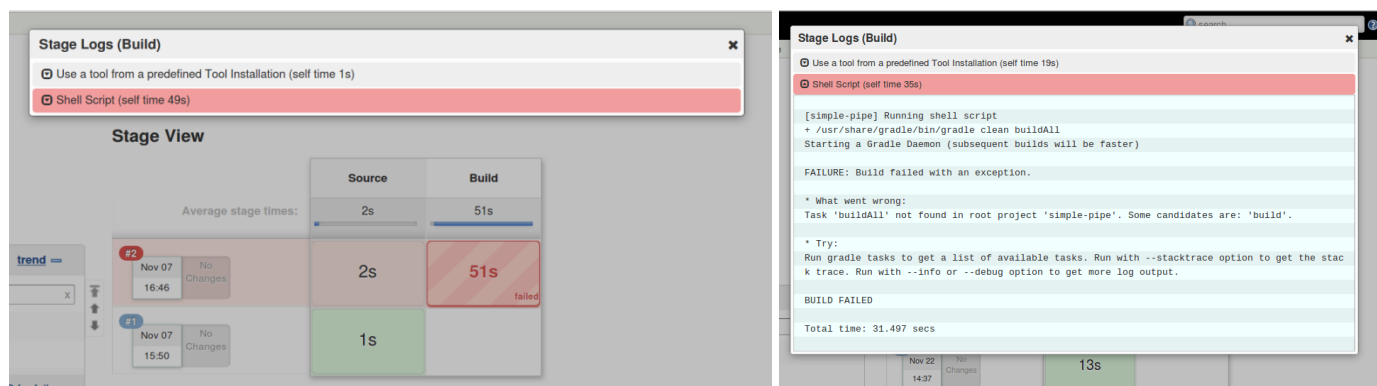 Stage Logs (Build)
Use a tool from a predefined Tool Installation (self time 1s)
Shell Script (self time 49s)
Stage View
Source Build
Average stage times: 2s 51s
trend
#2
Nov 07
16:46
No
Changes
2s
51s
failed
x
#1
Nov 07
15:50
No
Changes
1s
search
Stage Logs (Build)
Use a tool from a predefined Tool Installation (self time 19s)
Shell Script (self time 35s)
[simple-pipe] Running shell script
+ /usr/share/gradle/bin/gradle clean buildAll
Starting a Gradle Daemon (subsequent builds will be faster)
FAILURE: Build failed with an exception.
* What went wrong:
Task 'buildAll' not found in root project 'simple-pipe'. Some candidates are: 'build'.
* Try:
Run gradle tasks to get a list of available tasks. Run with --stacktrace option to get the stac
k trace. Run with --info or --debug option to get more log output.
BUILD FAILED
Total time: 31.497 secs
Nov 22
14:37
No
Changes
13s